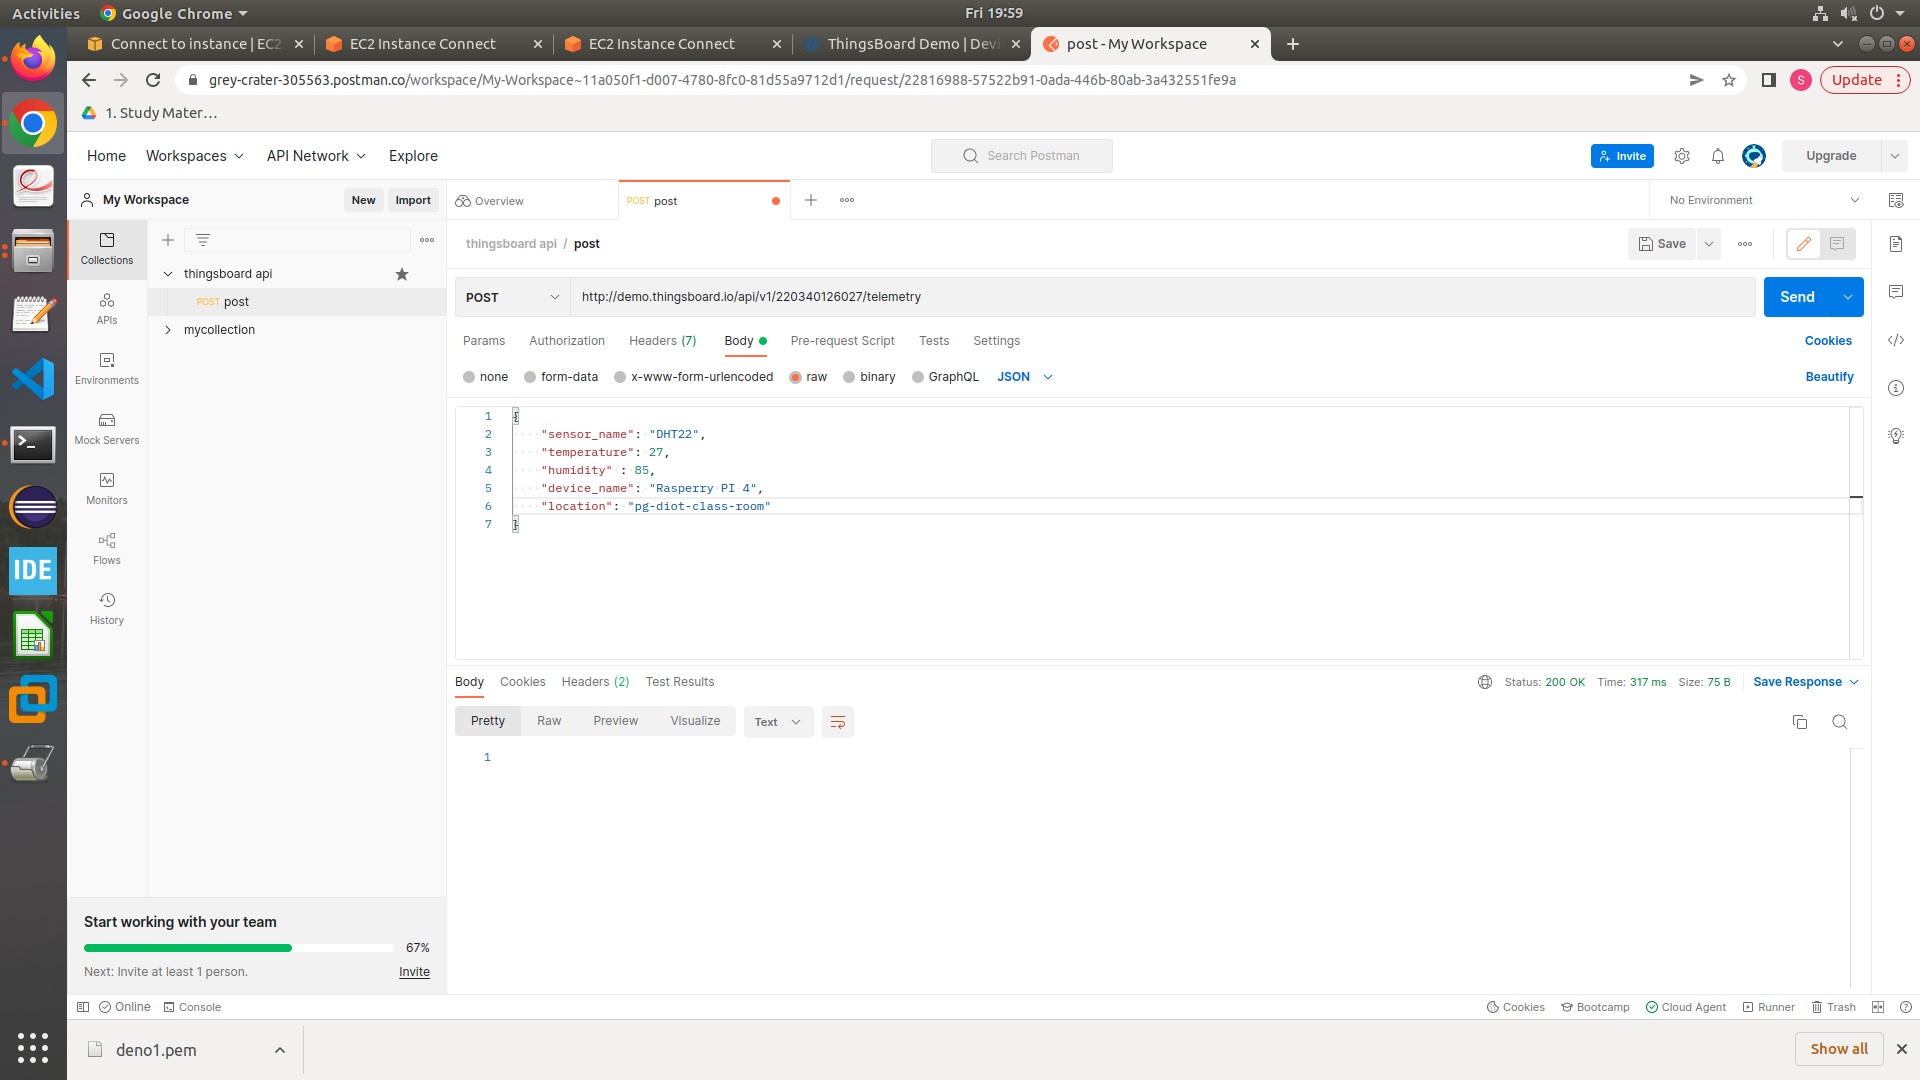 Activities
Google Chrome
Fri 19:59
Connect to instance | EC2
EC2 Instance Connect
EC2 Instance Connect
ThingsBoard Demo | Devi
post - My Workspace
grey-crater-305563.postman.co/workspace/My-Workspace~11a050f1-d007-4780-8fc0-81d55a9712d1/request/22816988-57522b91-0ada-446b-80ab-3a432551fe9a
S
Update
1. Study Mater…
Home
Workspaces
API Network
Explore
Search Postman
Invite
Upgrade
My Workspace
New
Import
Overview
POST post
No Environment
Collections
thingsboard api
POST post
mycollection
APIs
Environments
Mock Servers
Monitors
Flows
History
thingsboard api / post
Save
POST
http://demo.thingsboard.io/api/v1/220340126027/telemetry
Send
Params
Authorization
Headers (7)
Body
Pre-request Script
Tests
Settings
Cookies
none
form-data
x-www-form-urlencoded
raw
binary
GraphQL
JSON
Beautify
1 {
2 "sensor_name": "DHT22",
3 "temperature": 27,
4 "humidity" : 85,
5 "device_name": "Rasperry PI 4",
6 "location": "pg-diot-class-room"
7 }
Body
Cookies
Headers (2)
Test Results
Status: 200 OK
Time: 317 ms
Size: 75 B
Save Response
Pretty
Raw
Preview
Visualize
Text
1
IDE
Start working with your team
67%
Next: Invite at least 1 person.
Invite
Online
Console
Cookies
Bootcamp
Cloud Agent
Runner
Trash
deno1.pem
Show all